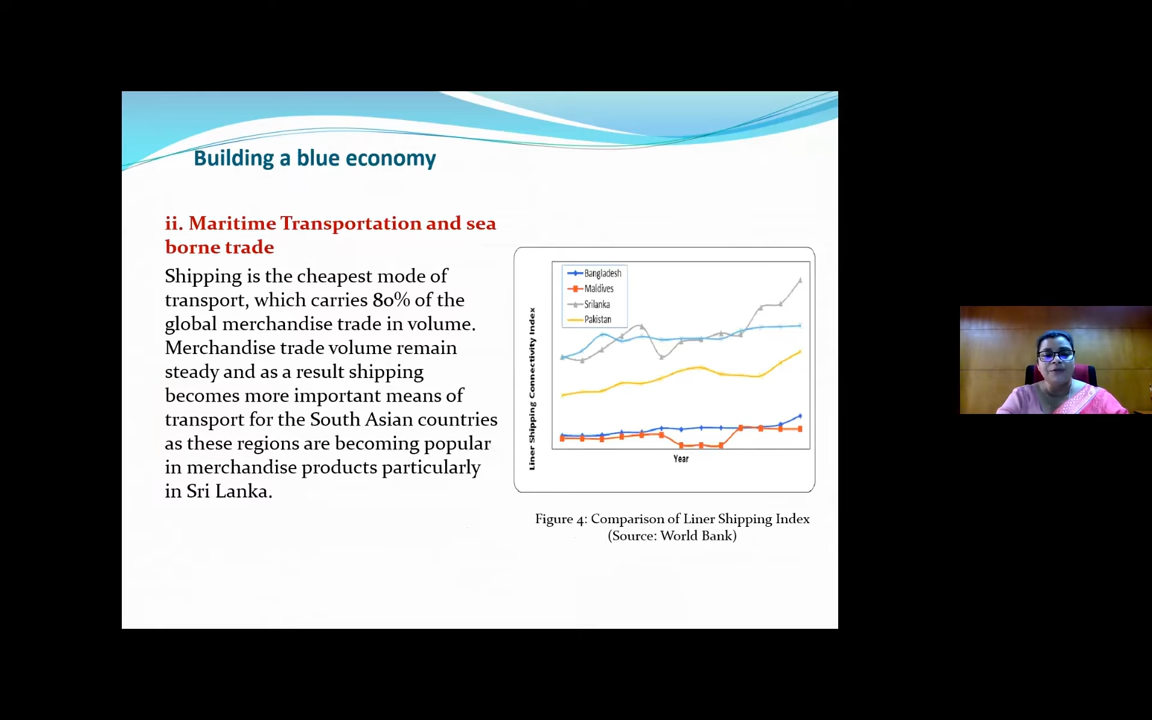 Building a blue economy
ii. Maritime Transportation and sea
borne trade
Shipping is the cheapest mode of
transport, which carries 80% of the
global merchandise trade in volume.
Merchandise trade volume remain
steady and as a result shipping
becomes more important means of
transport for the South Asian countries
as these regions are becoming popular
in merchandise products particularly
in Sri Lanka.
Liner Shipping Connectivity Index
Bangladesh
Maldives
Srilanka
Pakistan
Year
Figure 4: Comparison of Liner Shipping Index
(Source: World Bank)